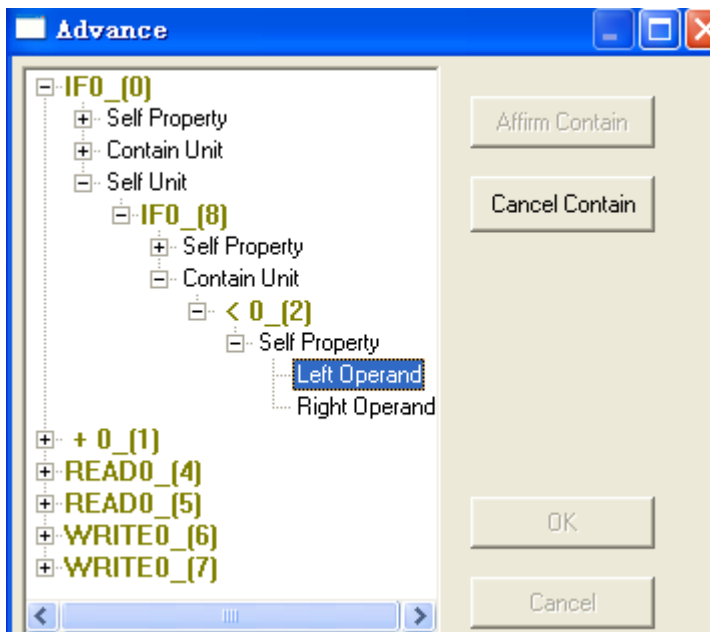 Advance
IF0_(0)
Self Property
Contain Unit
Self Unit
IF0_(8)
Self Property
Contain Unit
< 0_(2)
Self Property
Left Operand
Right Operand
+ 0_(1)
READ0_(4)
READ0_(5)
WRITE0_(6)
WRITE0_(7)
Affirm Contain
Cancel Contain
OK
Cancel